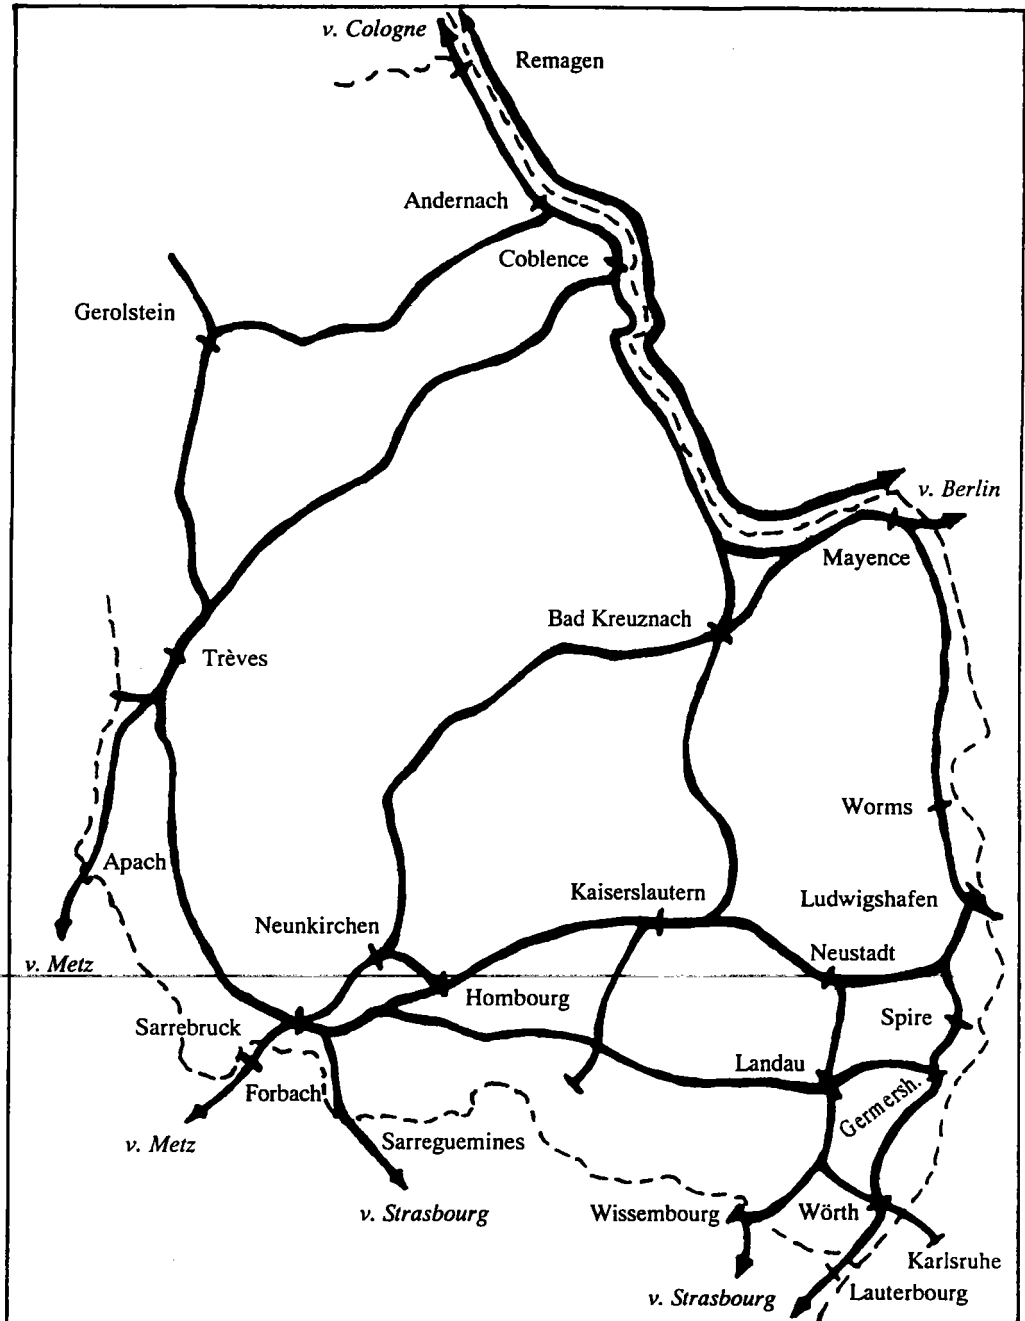 v. Cologne
Remagen
Andernach
Coblence
Gerolstein
v. Berlin
Mayence
Bad Kreuznach
Trèves
Worms
Apach
Kaiserslautern
Ludwigshafen
Neunkirchen
Neustadt
v. Metz
Hombourg
Spire
Sarrebruck
Landau
Forbach
Germersh.
v. Metz
Sarreguemines
v. Strasbourg
Wissembourg
Wörth
Karlsruhe
v. Strasbourg
Lauterbourg